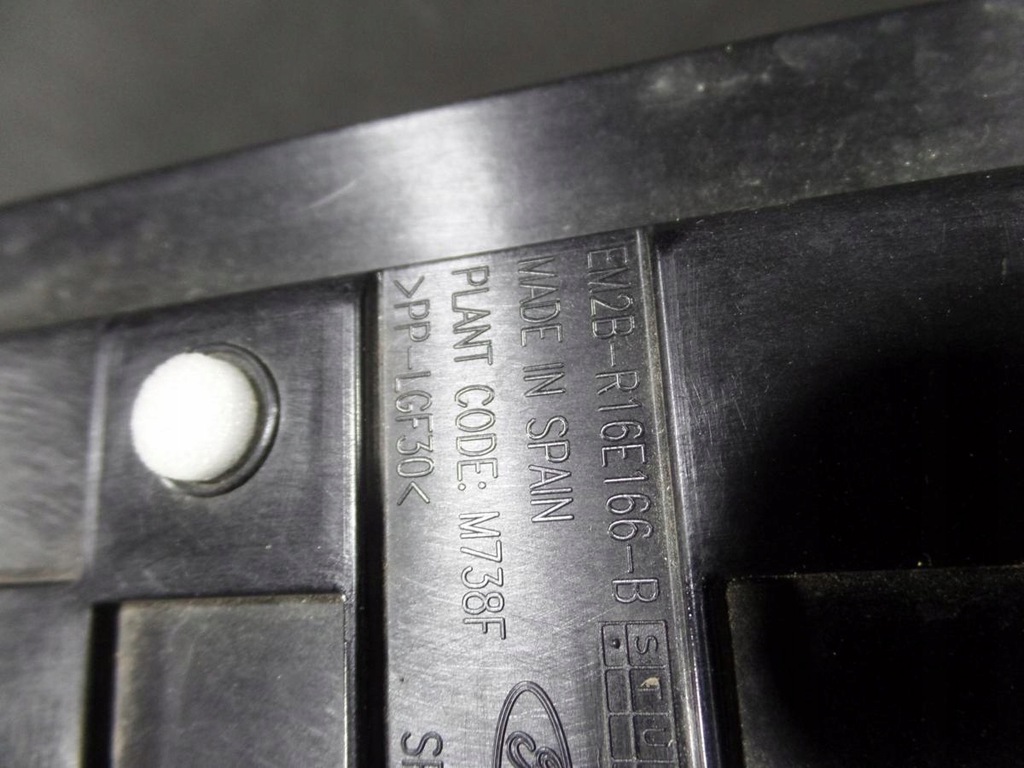 EM2B-R16E166-B
MADE IN SPAIN
PLANT CODE: M738F
>PP-LGF30<